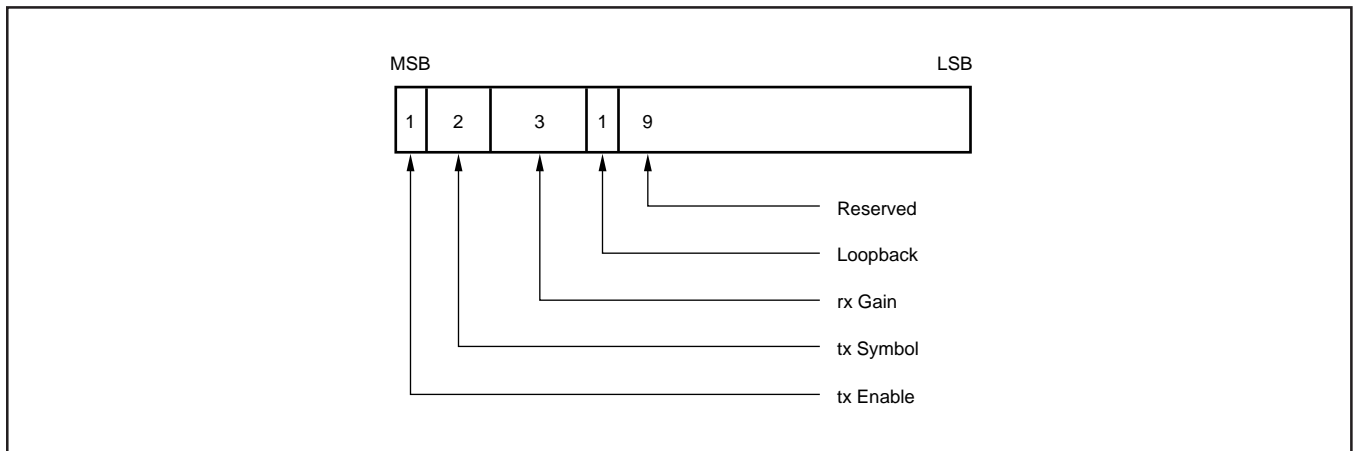 MSB LSB
1 2 3 1 9
Reserved
Loopback
rx Gain
tx Symbol
tx Enable